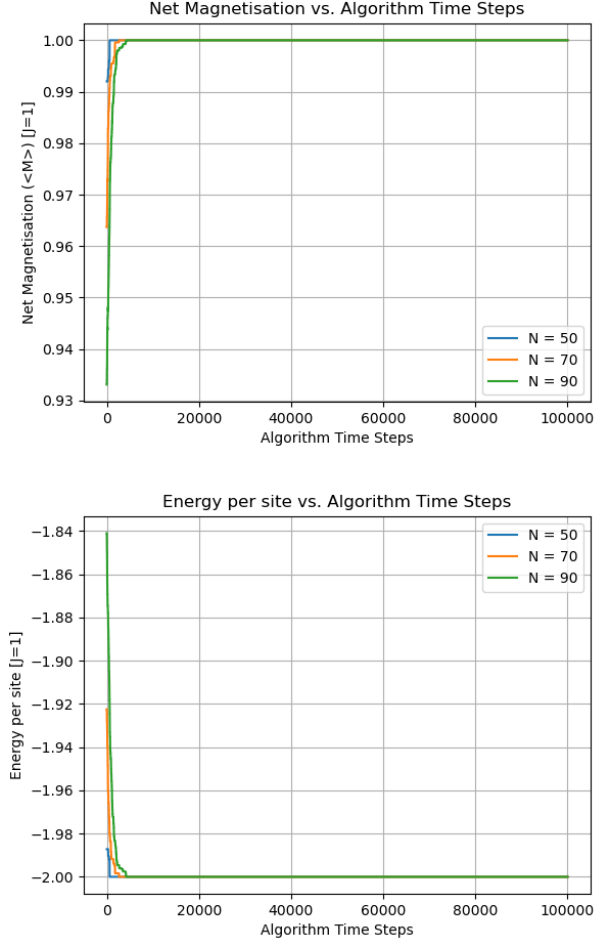 Net Magnetisation vs. Algorithm Time Steps
Net Magnetisation (<M>) [J=1]
1.00
0.99
0.98
0.97
0.96
0.95
0.94
0.93
N = 50
N = 70
N = 90
0 20000 40000 60000 80000 100000
Algorithm Time Steps
Energy per site vs. Algorithm Time Steps
Energy per site [J=1]
−1.84
−1.86
−1.88
−1.90
−1.92
−1.94
−1.96
−1.98
−2.00
N = 50
N = 70
N = 90
0 20000 40000 60000 80000 100000
Algorithm Time Steps